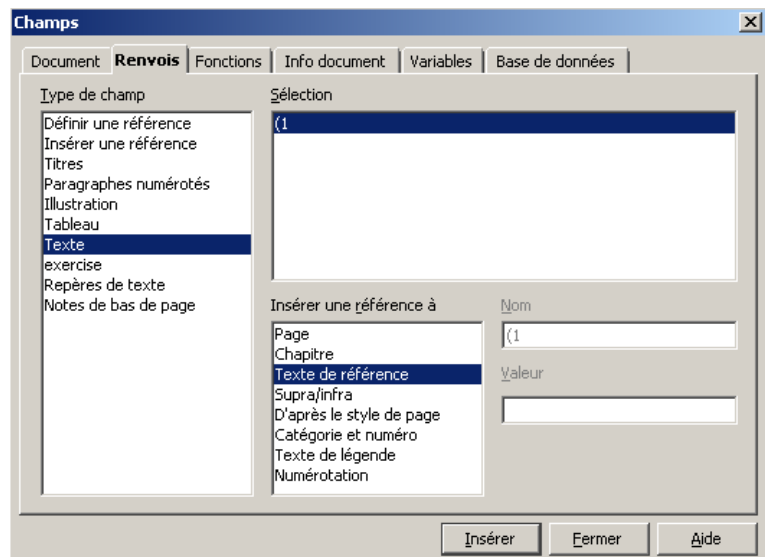 Champs
Document Renvois Fonctions Info document Variables Base de données
Type de champ
Définir une référence
Insérer une référence
Titres
Paragraphes numérotés
Illustration
Tableau
Texte
exercise
Repères de texte
Notes de bas de page
Sélection
(1
Insérer une référence à
Page
Chapitre
Texte de référence
Supra/infra
D'après le style de page
Catégorie et numéro
Texte de légende
Numérotation
Nom
(1
Valeur
Insérer Fermer Aide